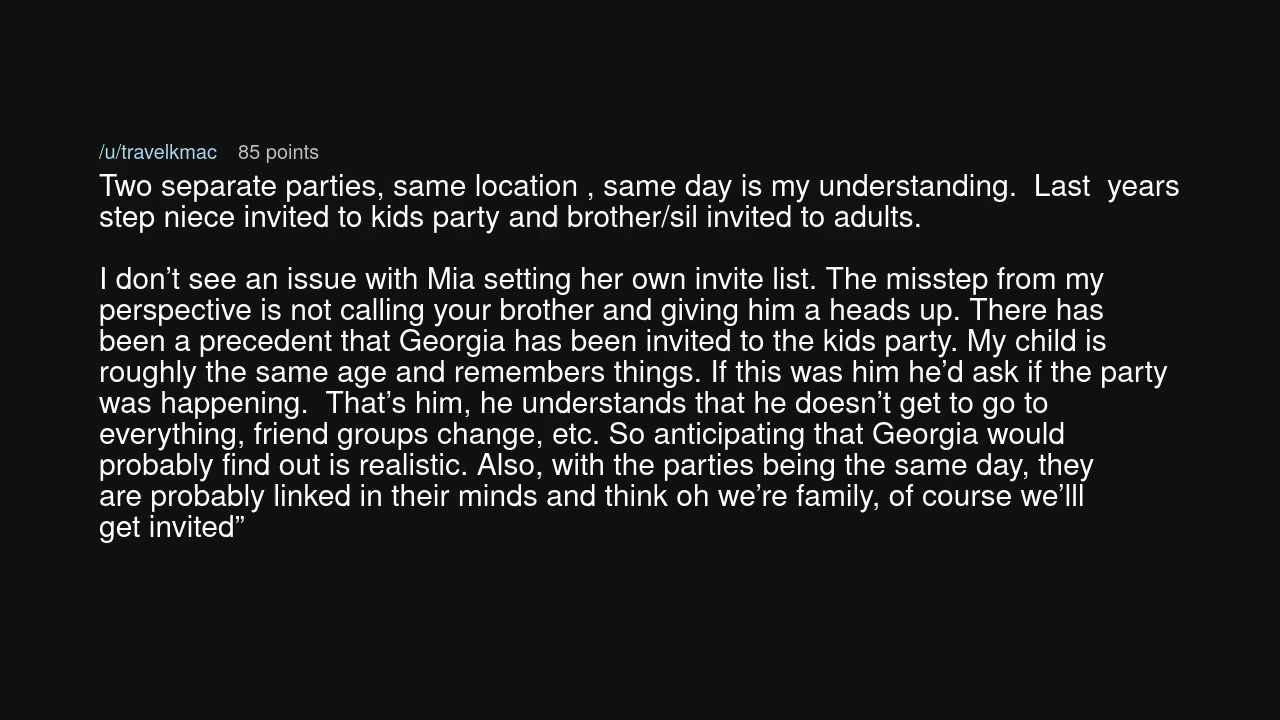 /u/travelkmac 85 points
Two separate parties, same location , same day is my understanding.  Last  years
step niece invited to kids party and brother/sil invited to adults.
I don’t see an issue with Mia setting her own invite list. The misstep from my
perspective is not calling your brother and giving him a heads up. There has
been a precedent that Georgia has been invited to the kids party. My child is
roughly the same age and remembers things. If this was him he’d ask if the party
was happening.  That’s him, he understands that he doesn’t get to go to
everything, friend groups change, etc. So anticipating that Georgia would
probably find out is realistic. Also, with the parties being the same day, they
are probably linked in their minds and think oh we’re family, of course we’lll
get invited”